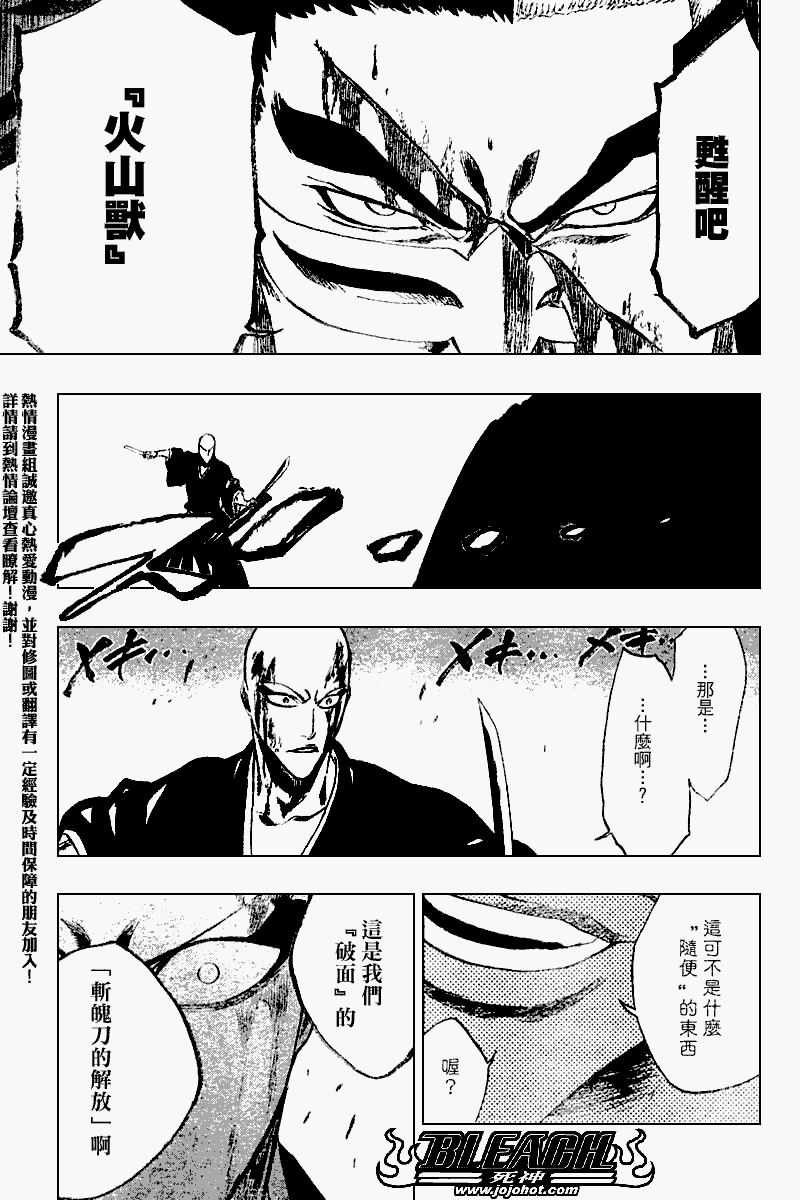 甦醒吧
『火山獸』
熱情漫畫組誠邀真心熱愛動漫，並對修圖或翻譯有一定經驗及時間保障的朋友加入！
詳情請到熱情論壇查看瞭解！謝謝！
…那是…
…什麼啊…？
メキ…
メキ…
メキ…
這可不是什麼
”隨便“的東西
喔？
這是我們
『破面』的
「斬魄刀的解放」啊
BLEACH
死神
www.jojohot.com